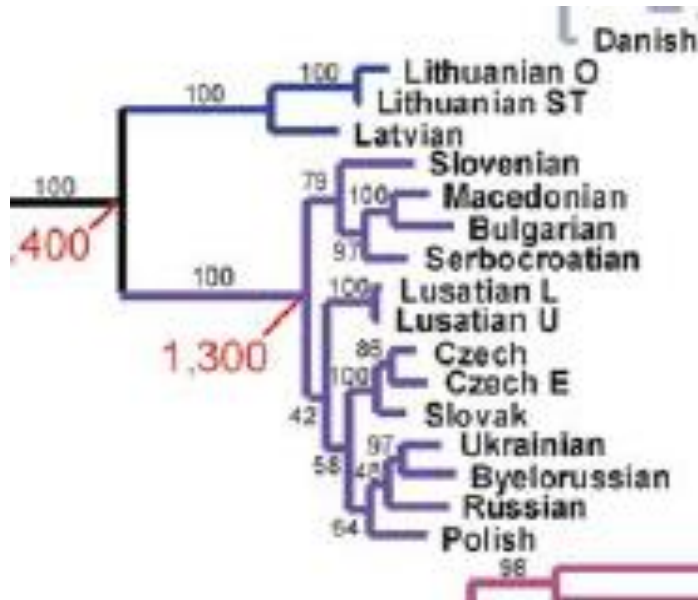 Danish
100
Lithuanian O
100
Lithuanian ST
Latvian
100
,400
79
Slovenian
100
Macedonian
Bulgarian
97
Serbocroatian
100
1,300
100
Lusatian L
Lusatian U
86
Czech
100
Czech E
42
Slovak
97
Ukrainian
58
Byelorussian
Russian
64
Polish
98